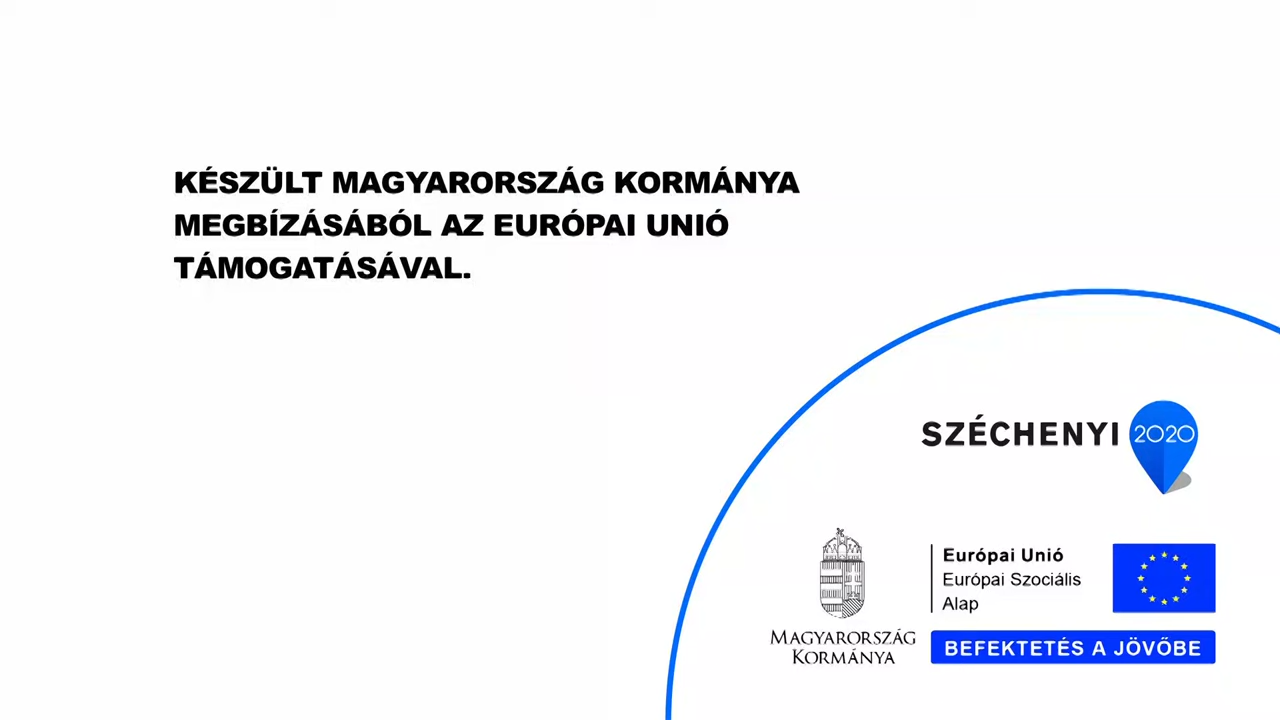 KÉSZÜLT MAGYARORSZÁG KORMÁNYA
MEGBÍZÁSÁBÓL AZ EURÓPAI UNIÓ
TÁMOGATÁSÁVAL.
SZÉCHENYI 2020
MAGYARORSZÁG
KORMÁNYA
Európai Unió
Európai Szociális
Alap
BEFEKTETÉS A JÖVŐBE